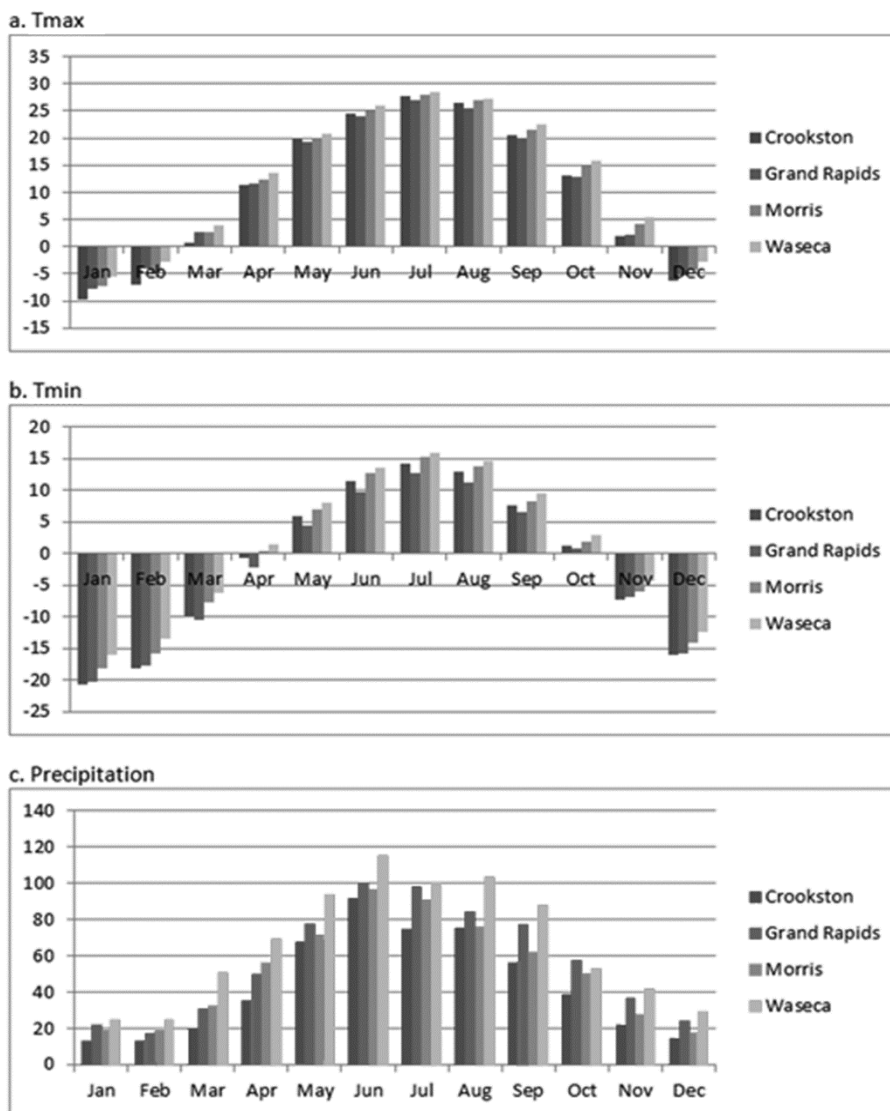 a. Tmax
35
30
25
20
15
10
5
0
-5
-10
-15
Jan Feb Mar Apr May Jun Jul Aug Sep Oct Nov Dec
Crookston
Grand Rapids
Morris
Waseca
b. Tmin
20
15
10
5
0
-5
-10
-15
-20
-25
Jan Feb Mar Apr May Jun Jul Aug Sep Oct Nov Dec
Crookston
Grand Rapids
Morris
Waseca
c. Precipitation
140
120
100
80
60
40
20
0
Jan Feb Mar Apr May Jun Jul Aug Sep Oct Nov Dec
Crookston
Grand Rapids
Morris
Waseca